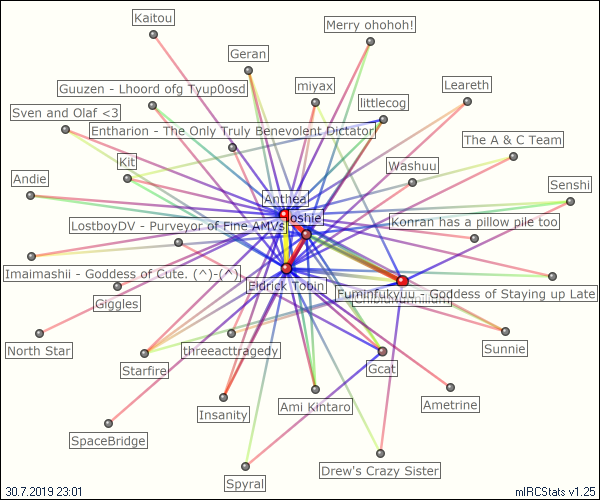 Kaitou
Merry ohohoh!
Geran
miyax
Leareth
Guuzen - Lhoord ofg Tyup0osd
littlecog
Sven and Olaf <3
Entharion - The Only Truly Benevolent Dictator
The A & C Team
Kit
Washuu
Andie
Senshi
Anthea
oshie
LostboyDV - Purveyor of Fine AMVs
Konran has a pillow pile too
Imaimashii - Goddess of Cute. (^)-(^)
Eldrick Tobin
Fuminfukyuu - Goddess of Staying up Late
Giggles
North Star
threeacttragedy
Sunnie
Starfire
Gcat
Insanity
Ami Kintaro
Ametrine
SpaceBridge
Drew's Crazy Sister
Spyral
30.7.2019 23:01
mIRCStats v1.25